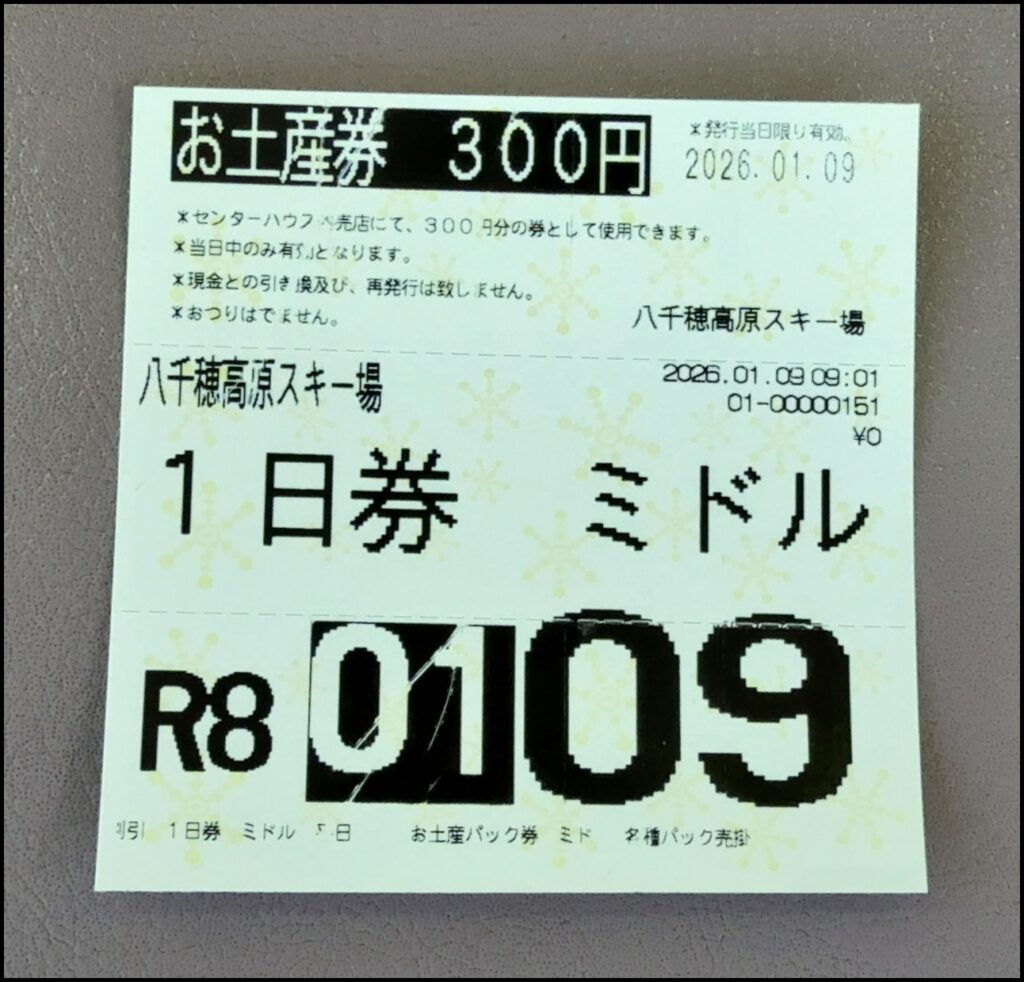 お土産券 300円
*発行当日限り有効。
2026.01.09
*センターハウス 売店にて、300円分の券として使用できます。
*当日中のみ有効となります。
*現金との引き換及び、再発行は致しません。
*おつりはでません。
八千穂高原スキー場
八千穂高原スキー場
2026.01.09 09:01
01-00000151
¥0
1日券 ミドル
R8 0109
1日券 ミドル 日 お土産パック券 ミド 各種パック売掛